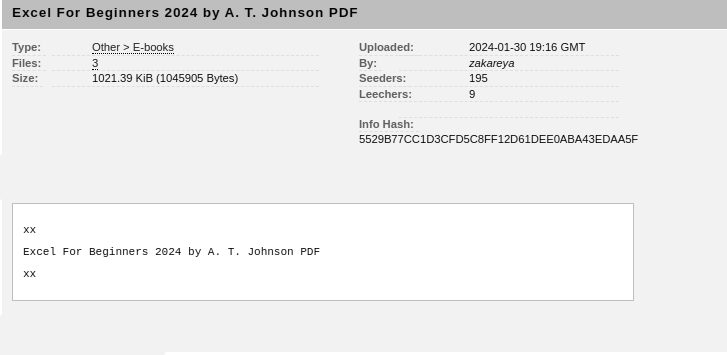 Excel For Beginners 2024 by A. T. Johnson PDF
Type: Other > E-books
Files: 3
Size: 1021.39 KiB (1045905 Bytes)
Uploaded: 2024-01-30 19:16 GMT
By: zakareya
Seeders: 195
Leechers: 9
Info Hash:
5529B77CC1D3CFD5C8FF12D61DEE0ABA43EDAA5F
xx
Excel For Beginners 2024 by A. T. Johnson PDF
xx